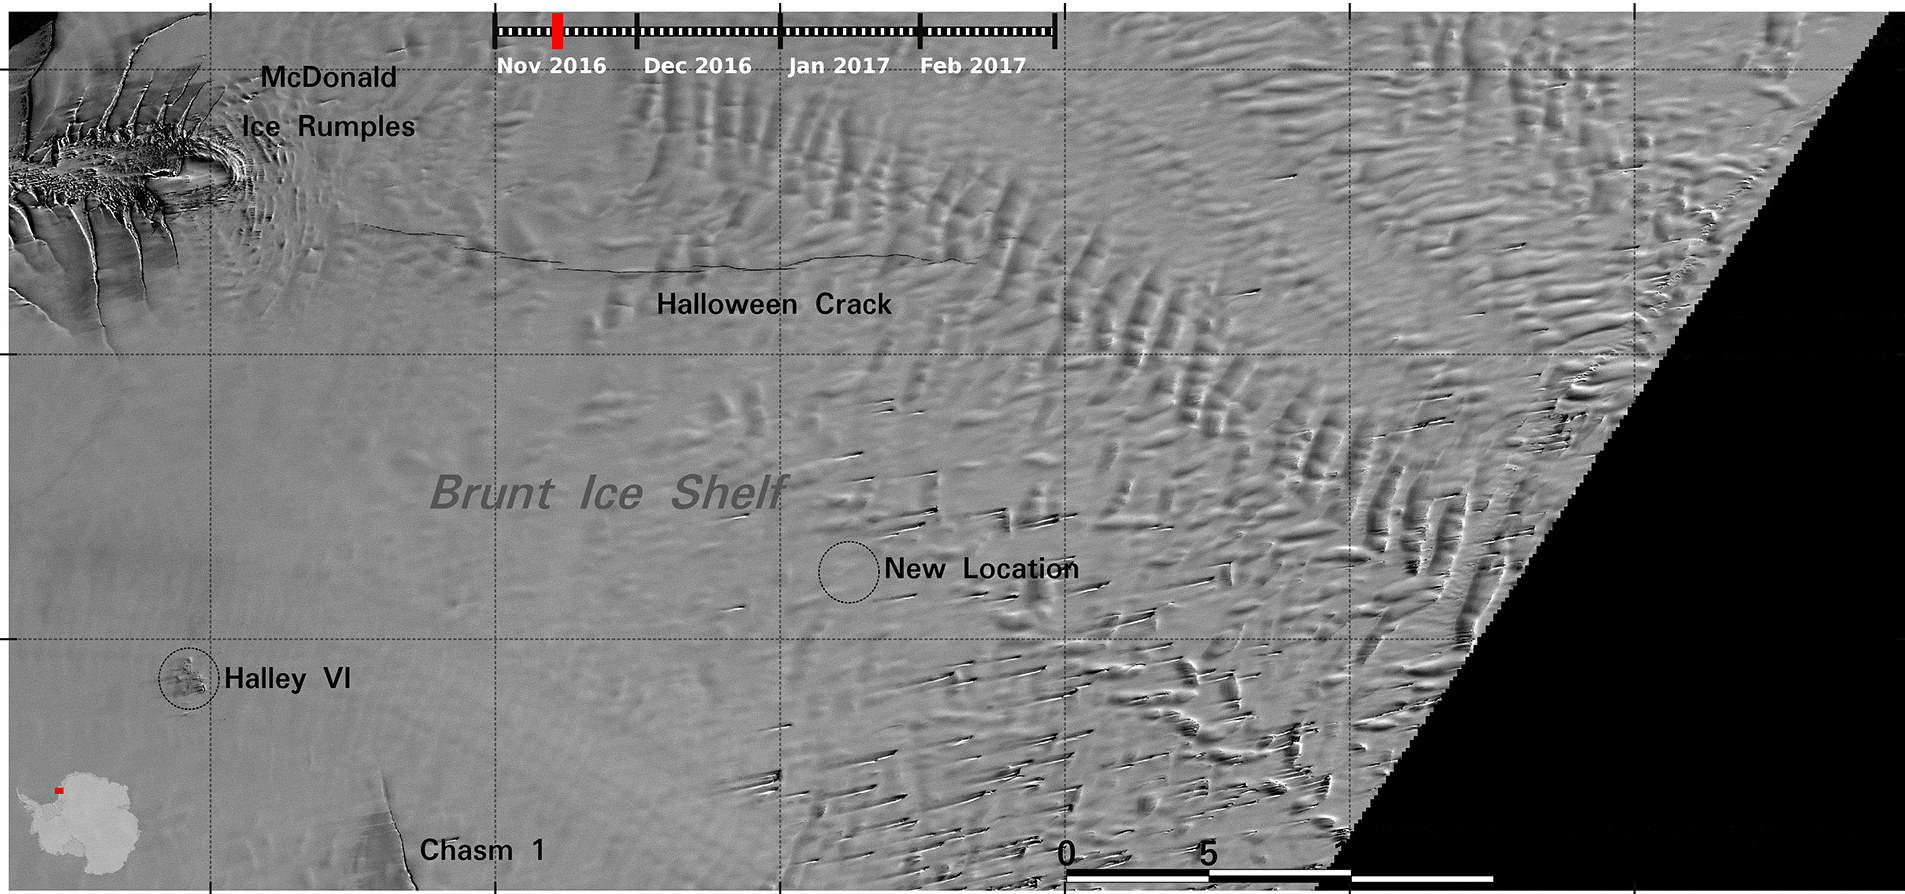 Nov 2016 Dec 2016 Jan 2017 Feb 2017
McDonald
Ice Rumples
Halloween Crack
Brunt Ice Shelf
New Location
Halley VI
Chasm 1
0 5